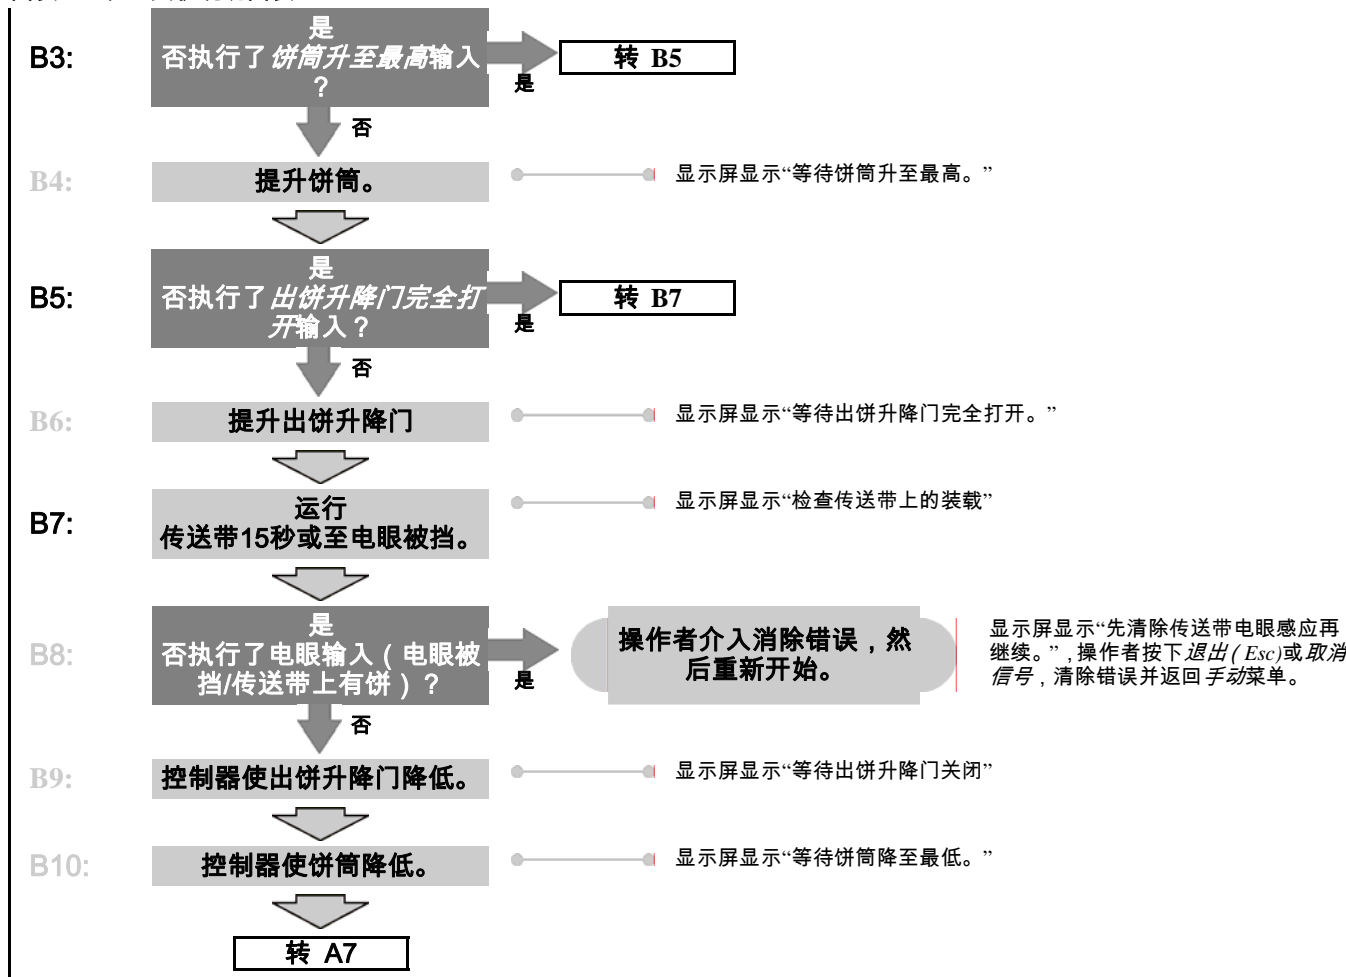 B3:
是
否执行了饼筒升至最高输入
？
是
转 B5
否
B4:
提升饼筒。
显示屏显示“等待饼筒升至最高。”
B5:
是
否执行了出饼升降门完全打
开输入？
是
转 B7
否
B6:
提升出饼升降门
显示屏显示“等待出饼升降门完全打开。”
B7:
运行
传送带15秒或至电眼被挡。
显示屏显示“检查传送带上的装载”
B8:
是
否执行了电眼输入（电眼被
挡/传送带上有饼）？
是
操作者介入消除错误，然
后重新开始。
显示屏显示“先清除传送带电眼感应再
继续。”，操作者按下退出（Esc)或取消
信号，清除错误并返回手动菜单。
否
B9:
控制器使出饼升降门降低。
显示屏显示“等待出饼升降门关闭”
B10:
控制器使饼筒降低。
显示屏显示“等待饼筒降至最低。”
转 A7